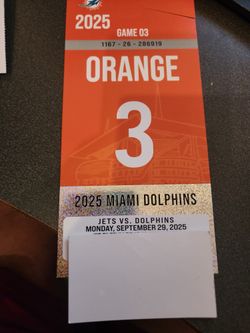 2025
GAME 03
1167 - 26 - 286919
ORANGE
3
2025 MIAMI DOLPHINS
JETS VS. DOLPHINS
MONDAY, SEPTEMBER 29, 2025